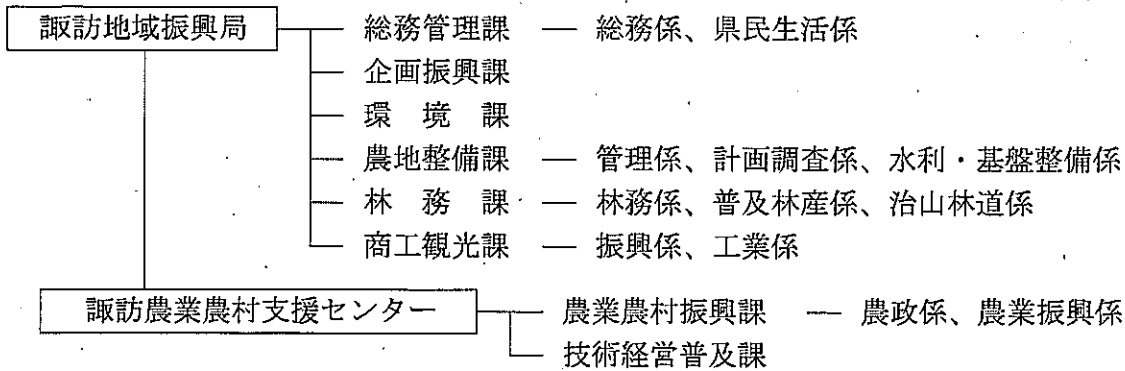 諏訪地域振興局 総務管理課 — 総務係、県民生活係
企画振興課
環境課
農地整備課 — 管理係、計画調査係、水利・基盤整備係
林務課 — 林務係、普及林産係、治山林道係
商工観光課 — 振興係、工業係
諏訪農業農村支援センター 農業農村振興課 — 農政係、農業振興係
技術経営普及課